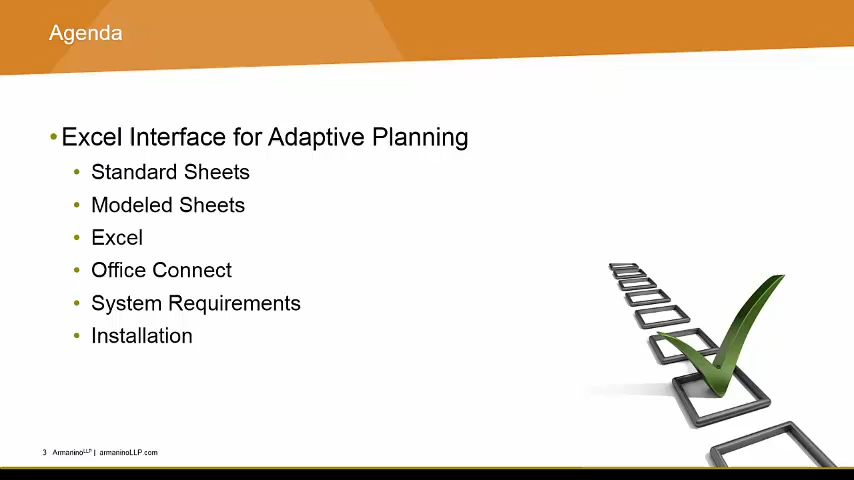 Agenda
•Excel Interface for Adaptive Planning
• Standard Sheets
• Modeled Sheets
• Excel
• Office Connect
• System Requirements
• Installation
3 ArmaninoLLP | armaninoLLP.com